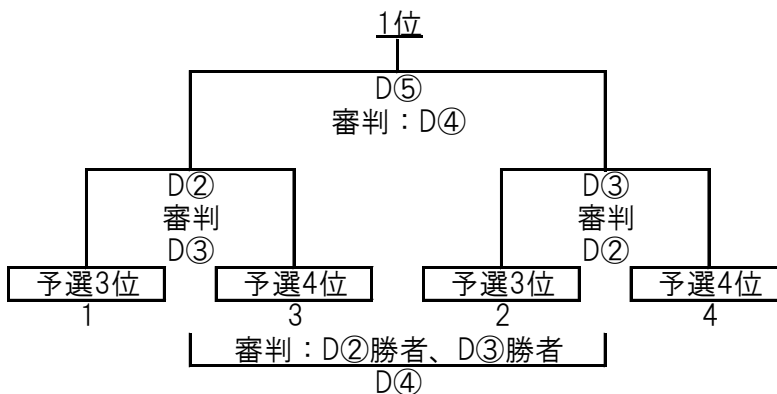 1位
D⑤
審判：D④
D②
審判
D③
D③
審判
D②
予選3位
予選4位
予選3位
予選4位
1
3
2
4
審判：D②勝者、D③勝者
D④